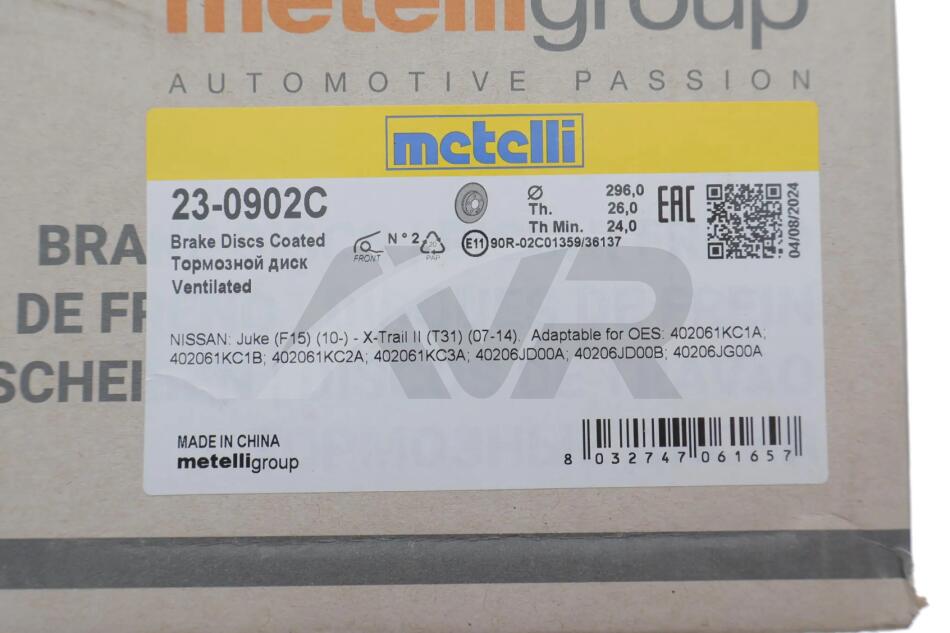 metelligroup
AUTOMOTIVE PASSION
metelli
23-0902C
Ø 296,0
Th. 26,0
Th Min. 24,0
EAC
04/08/2024
Brake Discs Coated
Тормозной диск
Ventilated
FRONT
N° 2
20
PAP
E11 90R-02C01359/36137
BRA
DE FR
SCHEI
NISSAN: Juke (F15) (10-) - X-Trail II (T31) (07-14). Adaptable for OES: 402061KC1A;
402061KC1B; 402061KC2A; 402061KC3A; 40206JD00A; 40206JD00B; 40206JG00A
AVR
MADE IN CHINA
metelligroup
8 032747 061657